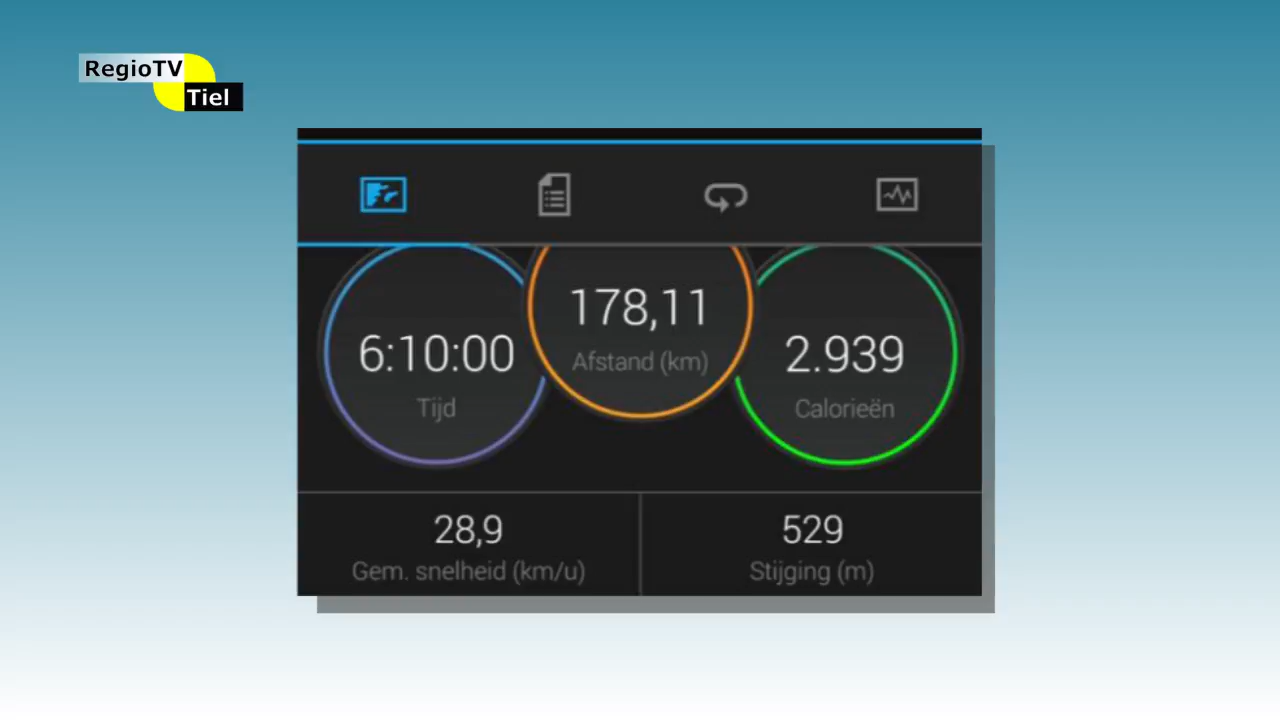 RegioTV
Tiel
6:10:00
Tijd
178,11
Afstand (km)
2.939
Calorieën
28,9
Gem. snelheid (km/u)
529
Stijging (m)